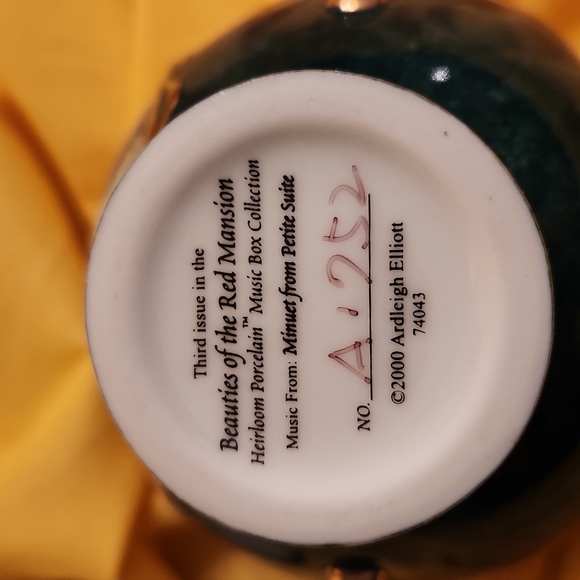 Third issue in the
Beauties of the Red Mansion
Heirloom Porcelain™ Music Box Collection
Music From: Minuet from Petite Suite
NO. A1752
©2000 Ardleigh Elliott
74043